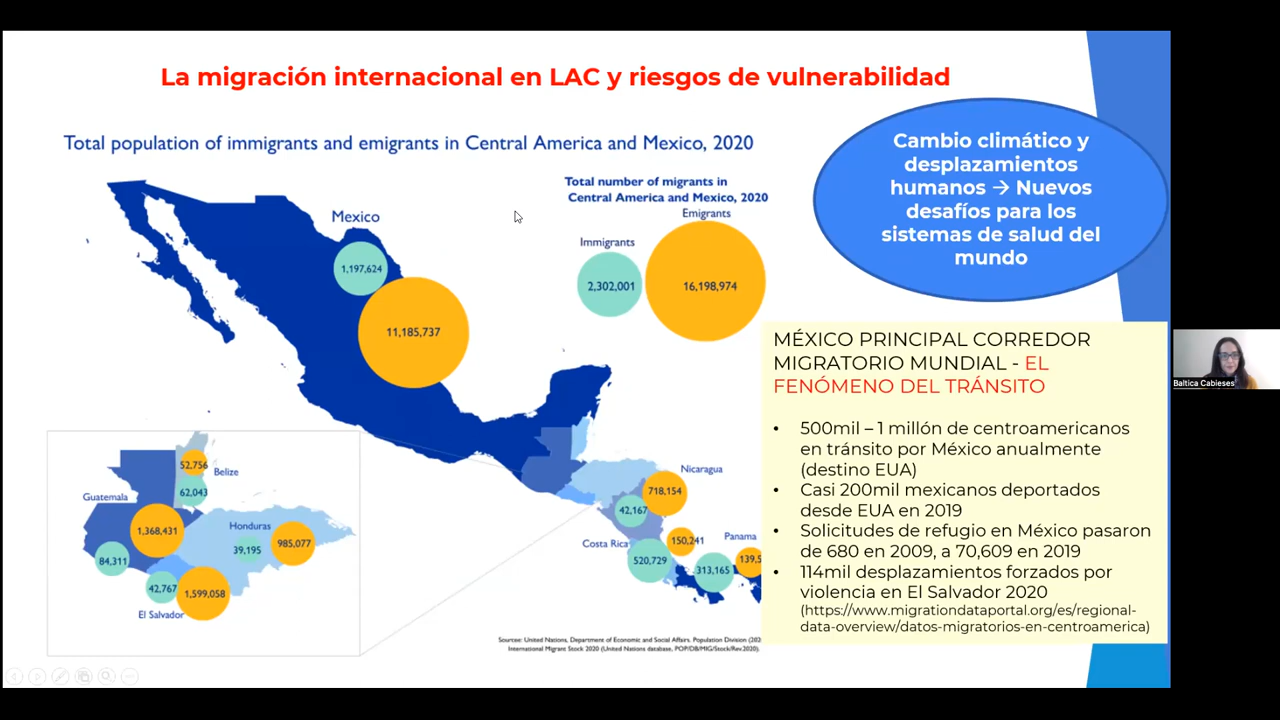 La migración internacional en LAC y riesgos de vulnerabilidad
Total population of immigrants and emigrants in Central America and Mexico, 2020
Total number of migrants in
Central America and Mexico, 2020
Emigrants
Immigrants
2,302,001
16,198,974
Mexico
1,197,624
11,185,737
52,756
Belize
62,043
Guatemala
1,368,431
Honduras
39,195
985,077
84,311
42,767
1,599,058
El Salvador
Nicaragua
718,154
42,167
Costa Rica
150,241
Panama
520,729
313,165
139,5
Sources: United Nations, Department of Economic and Social Affairs. Population Division (202
International Migrant Stock 2020 (United Nations database, POP/DB/MIG/Stock/Rev.2020).
Cambio climático y
desplazamientos
humanos → Nuevos
desafíos para los
sistemas de salud del
mundo
MÉXICO PRINCIPAL CORREDOR
MIGRATORIO MUNDIAL - EL
FENÓMENO DEL TRÁNSITO
• 500mil – 1 millón de centroamericanos
en tránsito por México anualmente
(destino EUA)
• Casi 200mil mexicanos deportados
desde EUA en 2019
• Solicitudes de refugio en México pasaron
de 680 en 2009, a 70,609 en 2019
• 114mil desplazamientos forzados por
violencia en El Salvador 2020
(https://www.migrationdataportal.org/es/regional-
data-overview/datos-migratorios-en-centroamerica)
Baltica Cabieses